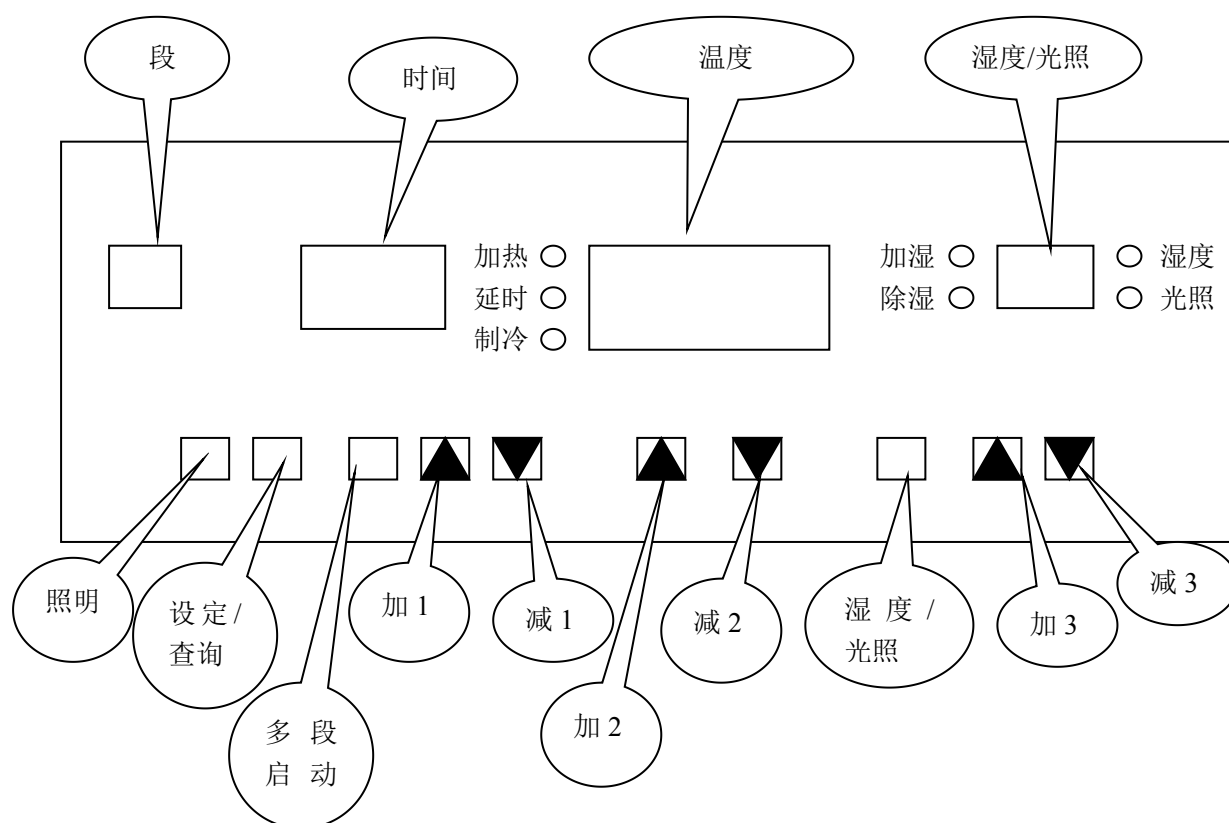 段
时间
温度
湿度/光照
加热
延时
制冷
加湿
除湿
湿度
光照
照明
设定/
查询
多段
启动
加1
减1
加2
减2
湿度/
光照
加3
减3